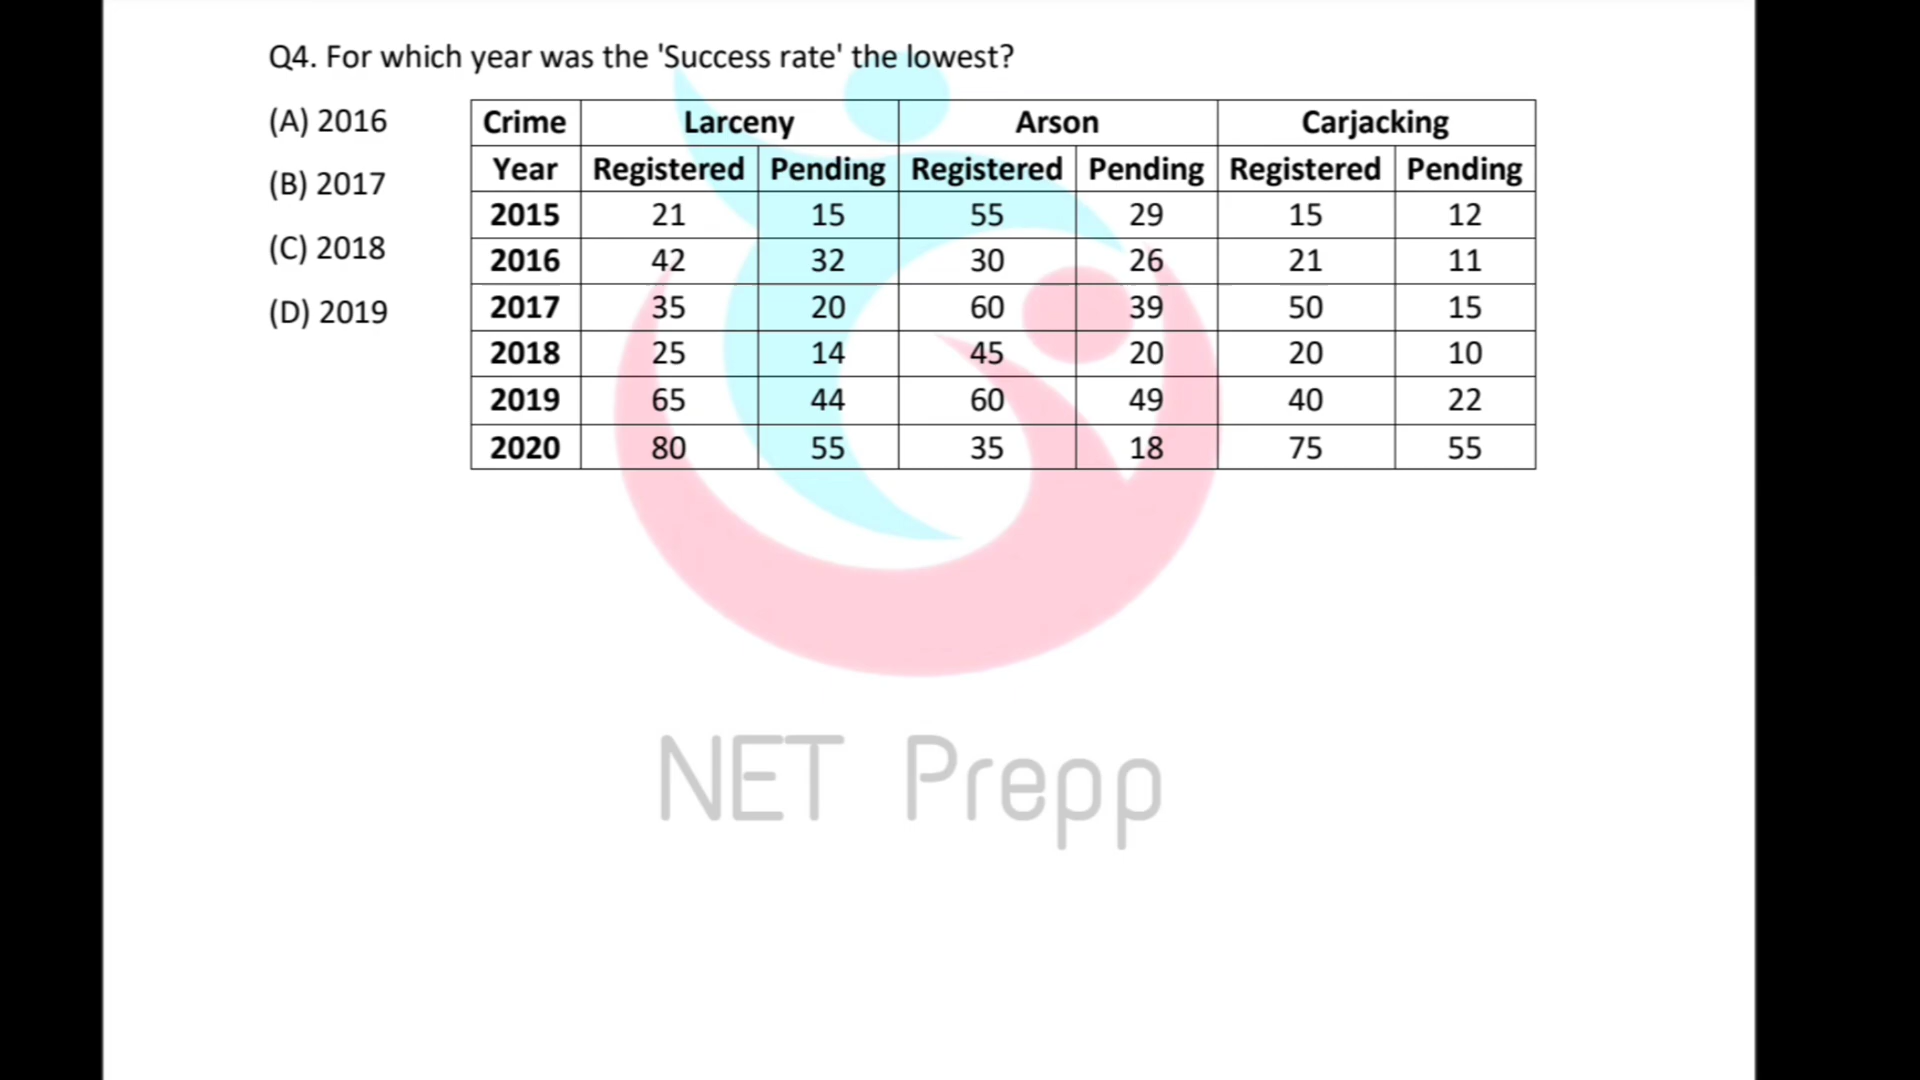 Q4. For which year was the 'Success rate' the lowest?
(A) 2016
(B) 2017
(C) 2018
(D) 2019
Crime Larceny Arson Carjacking
Year Registered Pending Registered Pending Registered Pending
2015 21 15 55 29 15 12
2016 42 32 30 26 21 11
2017 35 20 60 39 50 15
2018 25 14 45 20 20 10
2019 65 44 60 49 40 22
2020 80 55 35 18 75 55
NET Prepp